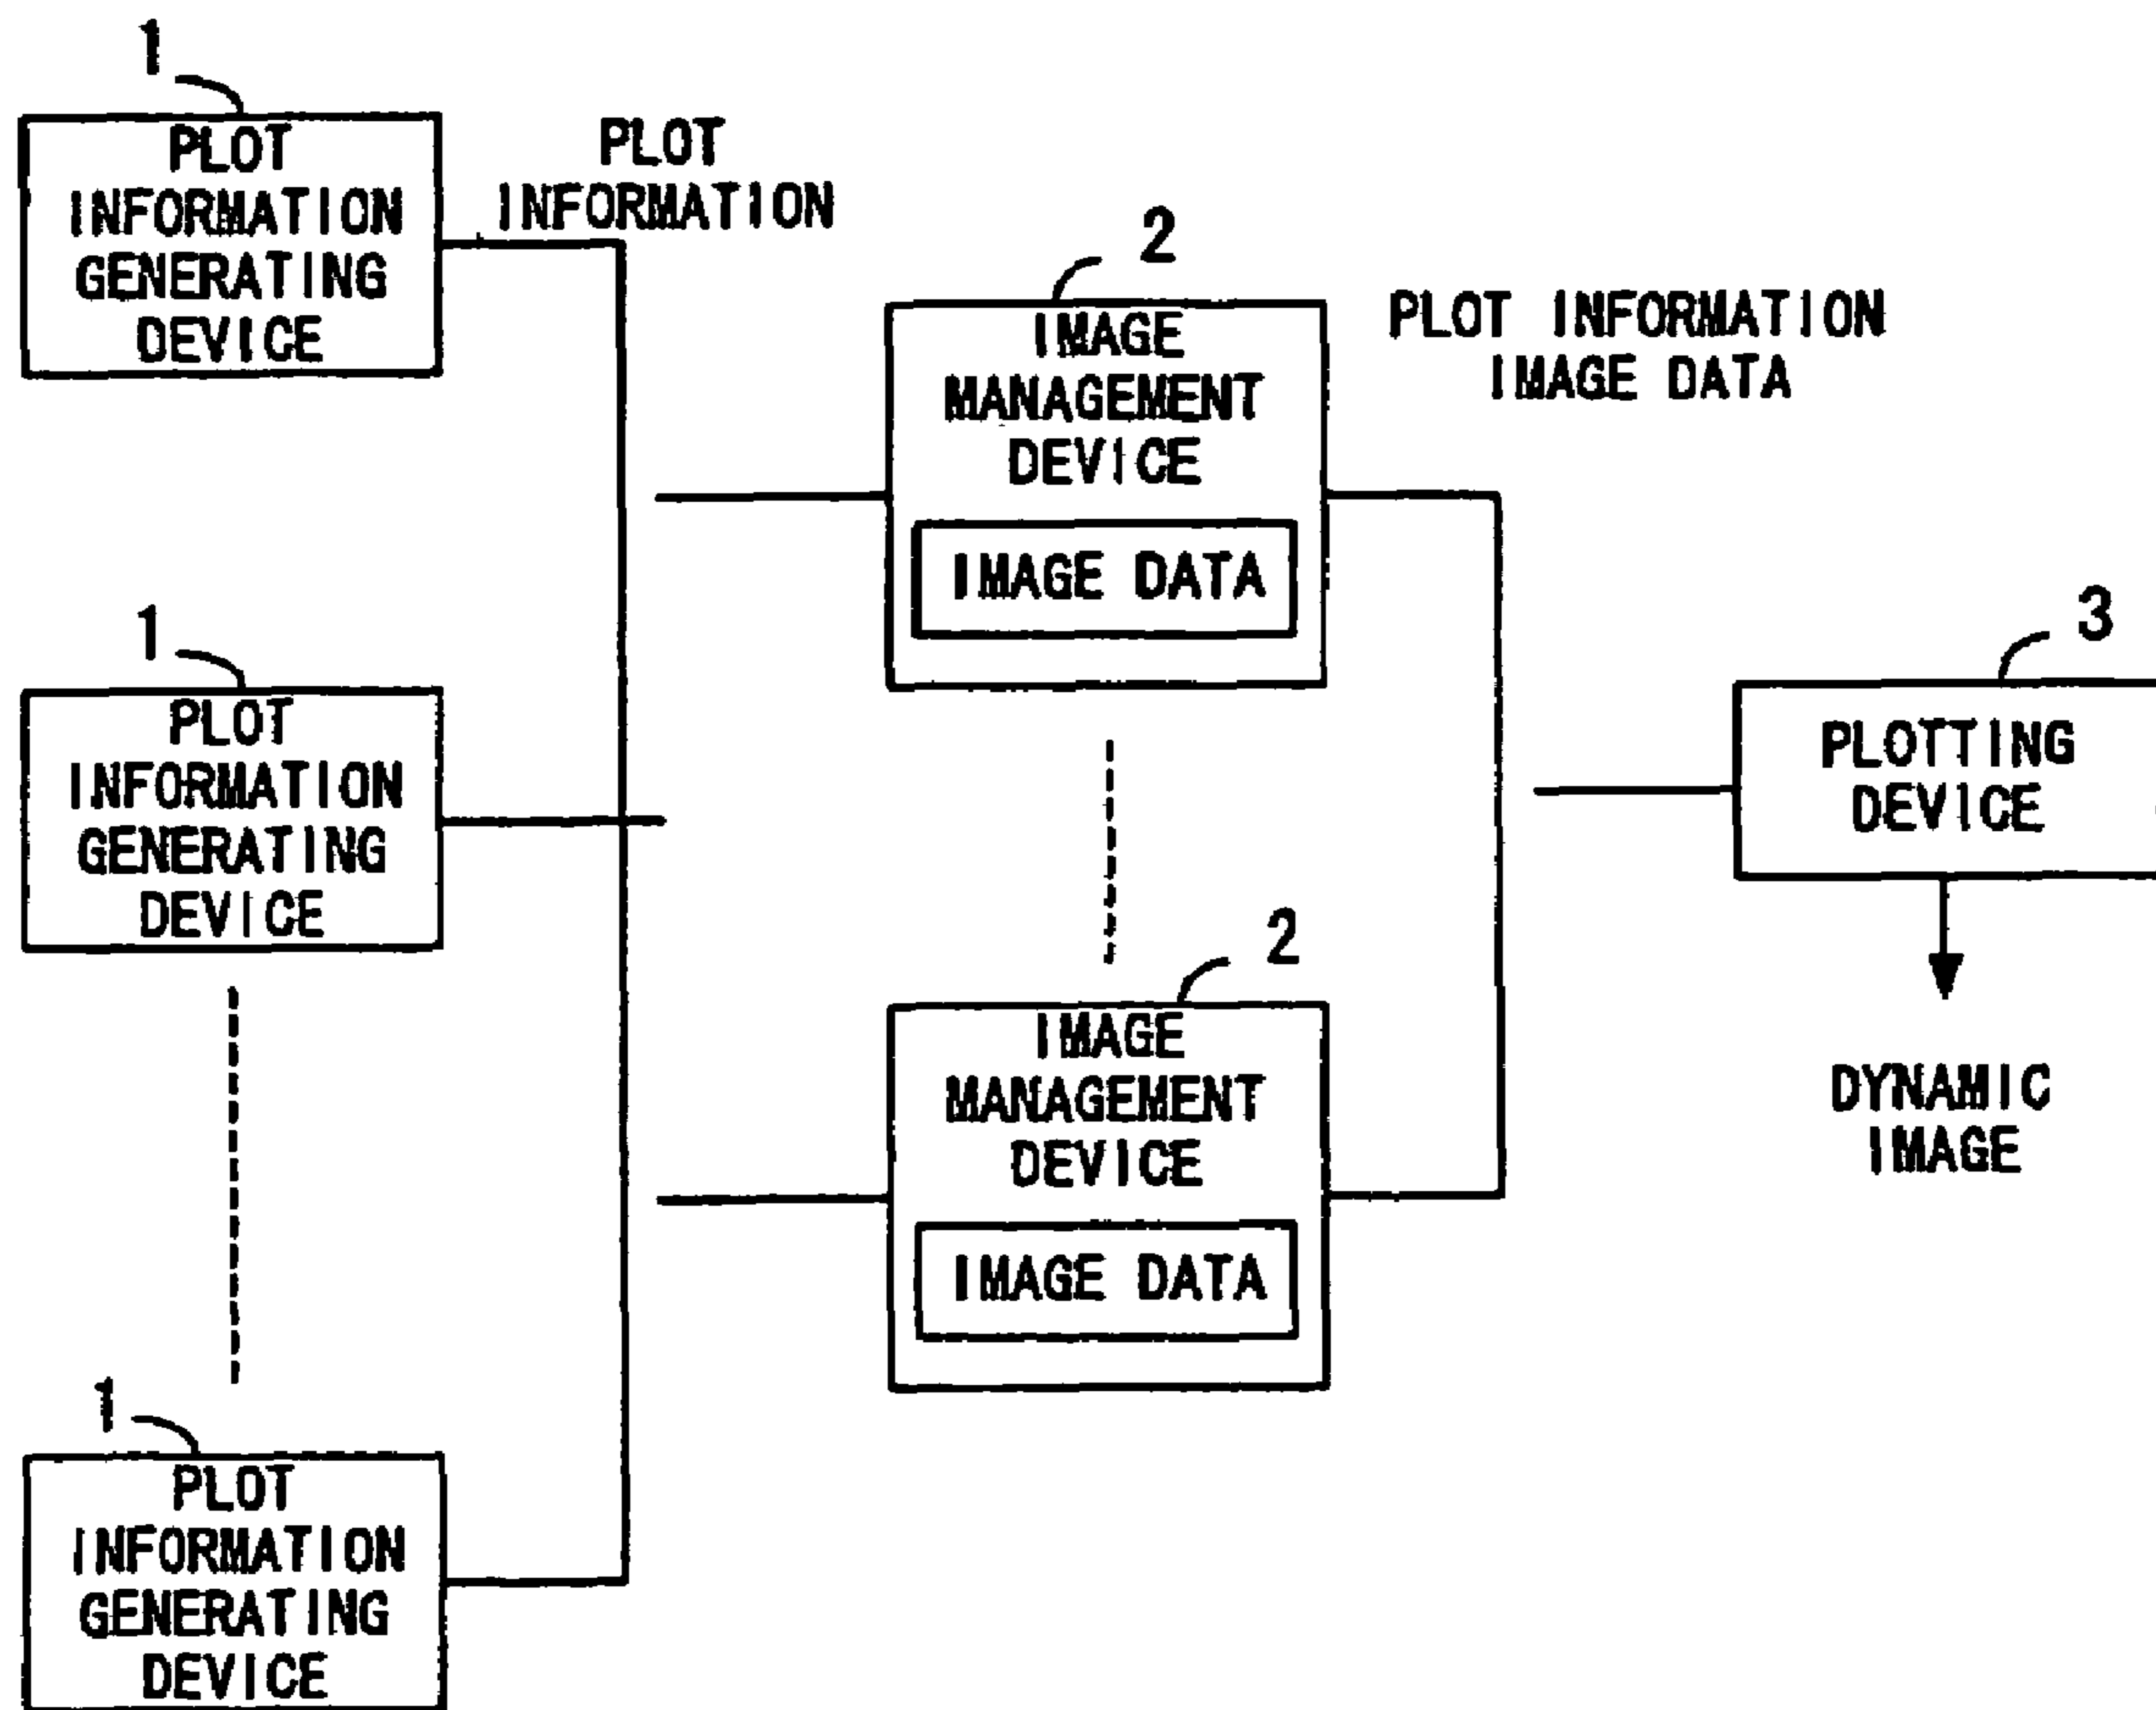 1
PLOT
INFORMATION
GENERATING
DEVICE
PLOT
INFORMATION
2
IMAGE
MANAGEMENT
DEVICE
IMAGE DATA
PLOT INFORMATION
IMAGE DATA
1
PLOT
INFORMATION
GENERATING
DEVICE
3
PLOTTING
DEVICE
DYNAMIC
IMAGE
2
IMAGE
MANAGEMENT
DEVICE
IMAGE DATA
1
PLOT
INFORMATION
GENERATING
DEVICE